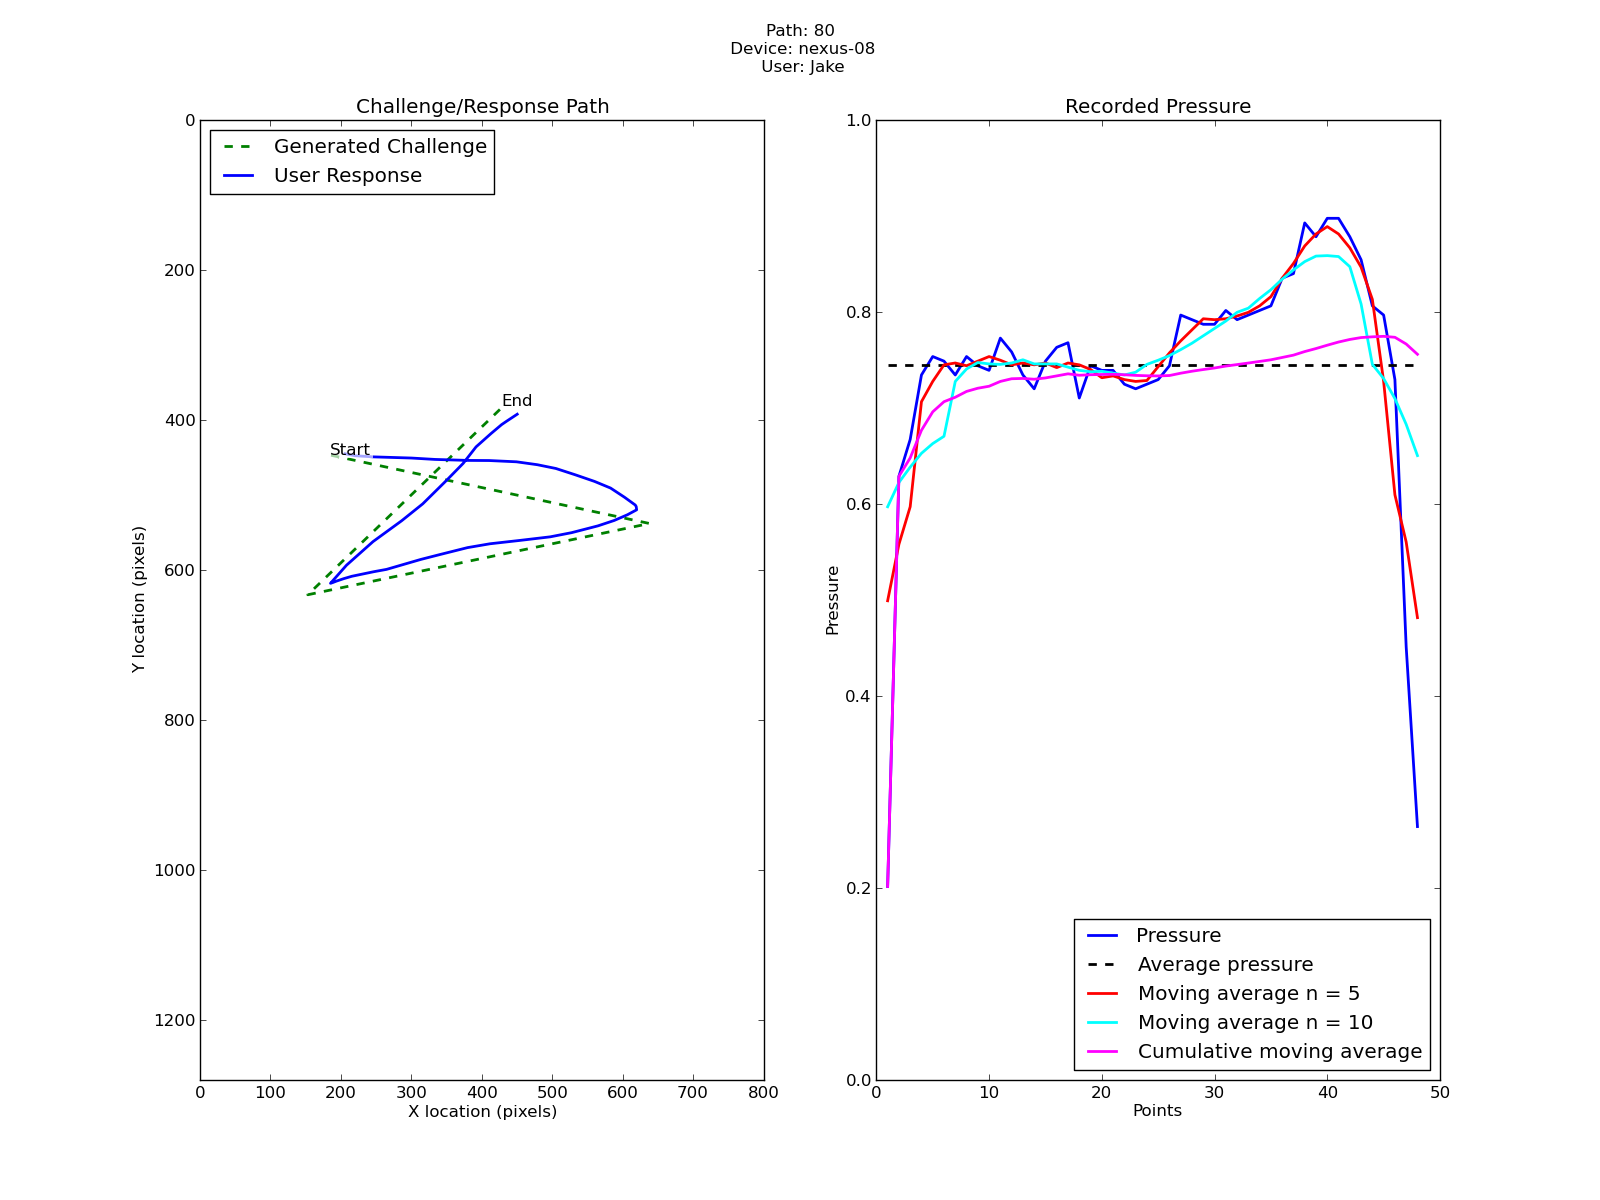 Path: 80
Device: nexus-08
User: Jake
Challenge/Response Path
Generated Challenge
User Response
0
200
400
600
800
1000
1200
Y location (pixels)
Start
End
0 100 200 300 400 500 600 700 800
X location (pixels)
Recorded Pressure
1.0
0.8
0.6
0.4
0.2
0.0
Pressure
Pressure
Average pressure
Moving average n = 5
Moving average n = 10
Cumulative moving average
0 10 20 30 40 50
Points